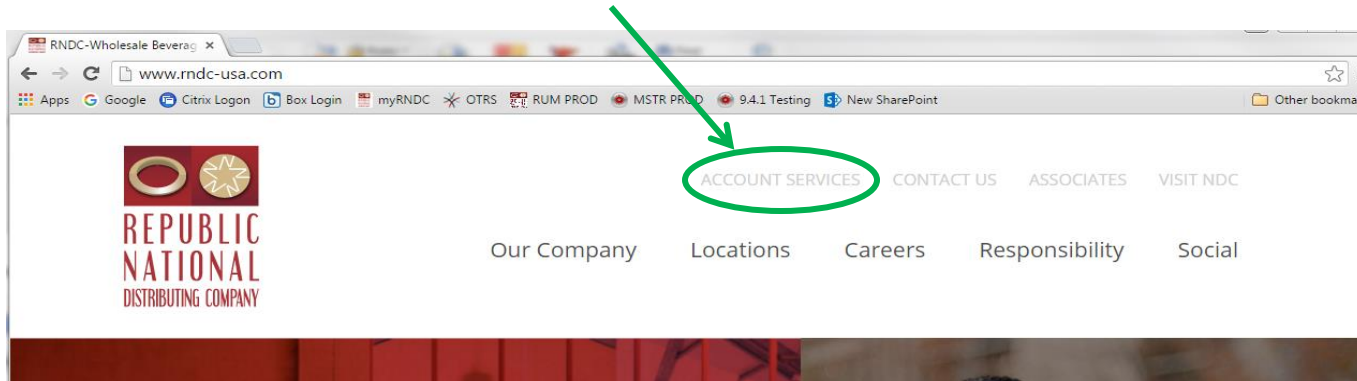 RNDC-Wholesale Beverag
www.rndc-usa.com
Apps Google Citrix Logon Box Login myRNDC OTRS RUM PROD MSTR PROD 9.4.1 Testing New SharePoint Other bookma
ACCOUNT SERVICES CONTACT US ASSOCIATES VISIT NDC
REPUBLIC
NATIONAL
DISTRIBUTING COMPANY
Our Company Locations Careers Responsibility Social